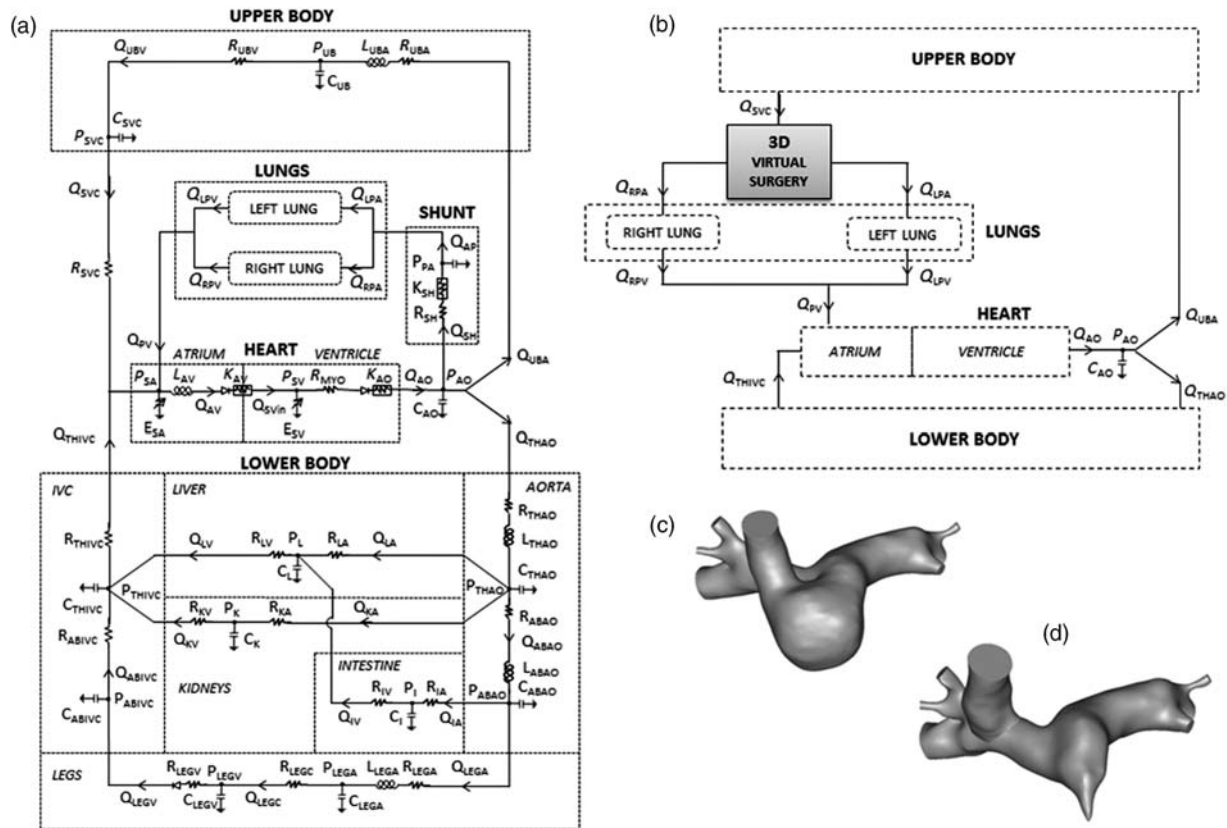 (a)
UPPER BODY
Q_UBV
R_UBV
P_UB
L_UBA
R_UBA
C_UB
C_SVC
P_SVC
LUNGS
Q_SVC
Q_LPV
LEFT LUNG
Q_LPA
SHUNT
Q_AP
R_SVC
RIGHT LUNG
P_PA
Q_RPV
Q_RPA
K_SH
R_SH
Q_PV
Q_SH
HEART
ATRIUM
VENTRICLE
Q_UBA
P_SA
L_AV
K_AV
P_SV
R_MYO
K_AO
Q_AO
P_AO
Q_AV
Q_SVin
C_AO
E_SA
E_SV
Q_THIVC
Q_THAO
LOWER BODY
IVC
LIVER
AORTA
R_THAO
R_THIVC
Q_LV
R_LV
P_L
R_LA
Q_LA
L_THAO
C_L
P_THIVC
P_THAO
C_THAO
C_THIVC
R_KV
P_K
R_KA
Q_KA
R_ABAO
R_ABIVC
Q_KV
C_K
Q_ABAO
INTESTINE
Q_ABIVC
KIDNEYS
L_ABAO
P_ABIVC
R_IV
P_I
R_IA
P_ABAO
C_ABAO
C_ABIVC
Q_IV
C_I
Q_IA
LEGS
R_LEGV
P_LEGV
R_LEGC
P_LEGA
L_LEGA
R_LEGA
Q_LEGA
Q_LEGV
C_LEGV
Q_LEGC
C_LEGA
(b)
UPPER BODY
Q_SVC
3D
VIRTUAL
SURGERY
Q_RPA
Q_LPA
RIGHT LUNG
LEFT LUNG
LUNGS
Q_RPV
Q_LPV
Q_PV
HEART
Q_UBA
ATRIUM
VENTRICLE
Q_AO
P_AO
Q_THIVC
C_AO
Q_THAO
LOWER BODY
(c)
(d)